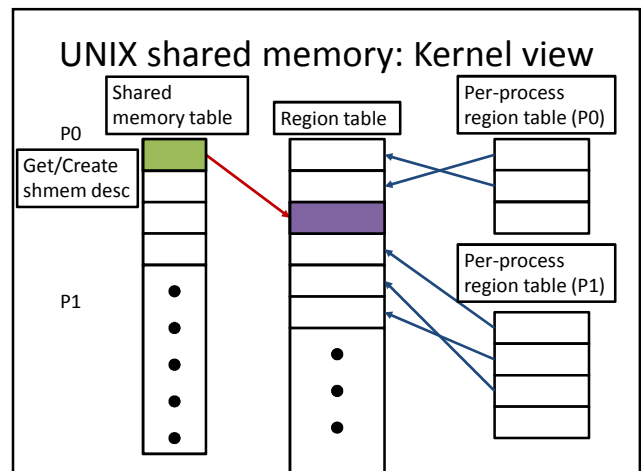 UNIX shared memory: Kernel view
Shared
memory table
Region table
Per-process
region table (P0)
P0
Get/Create
shmem desc
Per-process
region table (P1)
P1